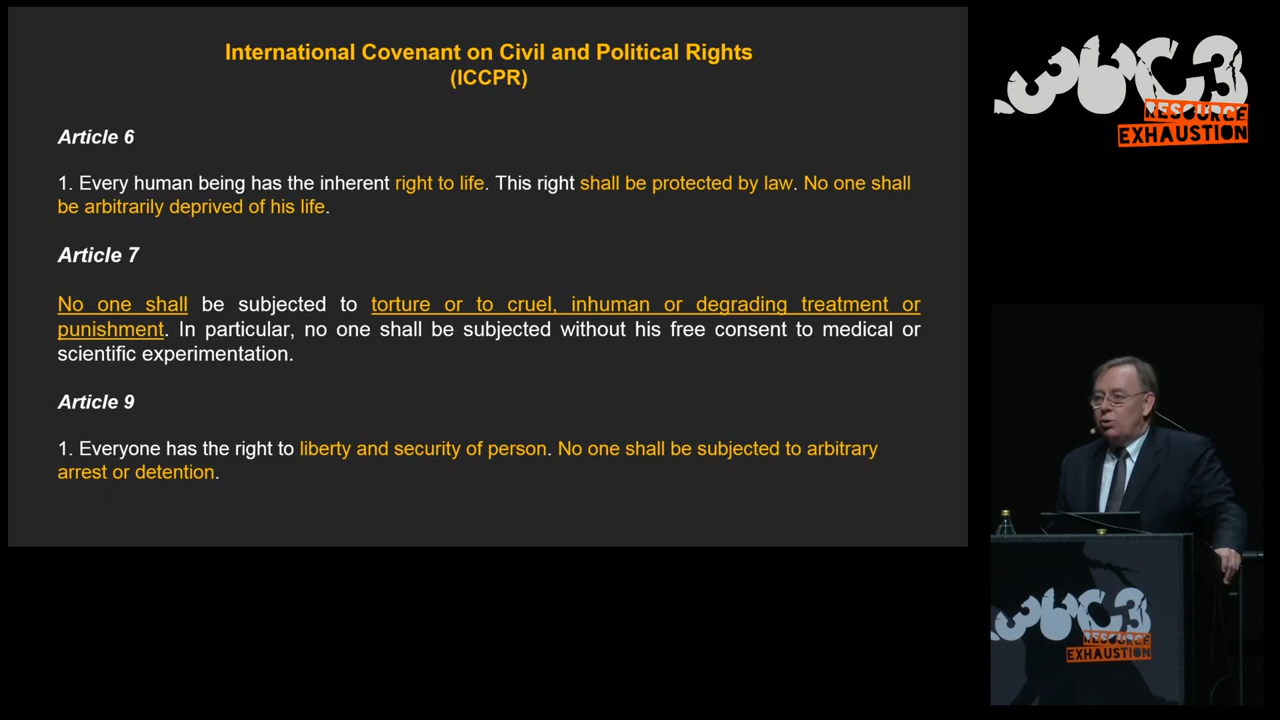 International Covenant on Civil and Political Rights
(ICCPR)
Article 6
1. Every human being has the inherent right to life. This right shall be protected by law. No one shall
be arbitrarily deprived of his life.
Article 7
No one shall be subjected to torture or to cruel, inhuman or degrading treatment or
punishment. In particular, no one shall be subjected without his free consent to medical or
scientific experimentation.
Article 9
1. Everyone has the right to liberty and security of person. No one shall be subjected to arbitrary
arrest or detention.
36C3
RESOURCE
EXHAUSTION
36C3
RESOURCE
EXHAUSTION